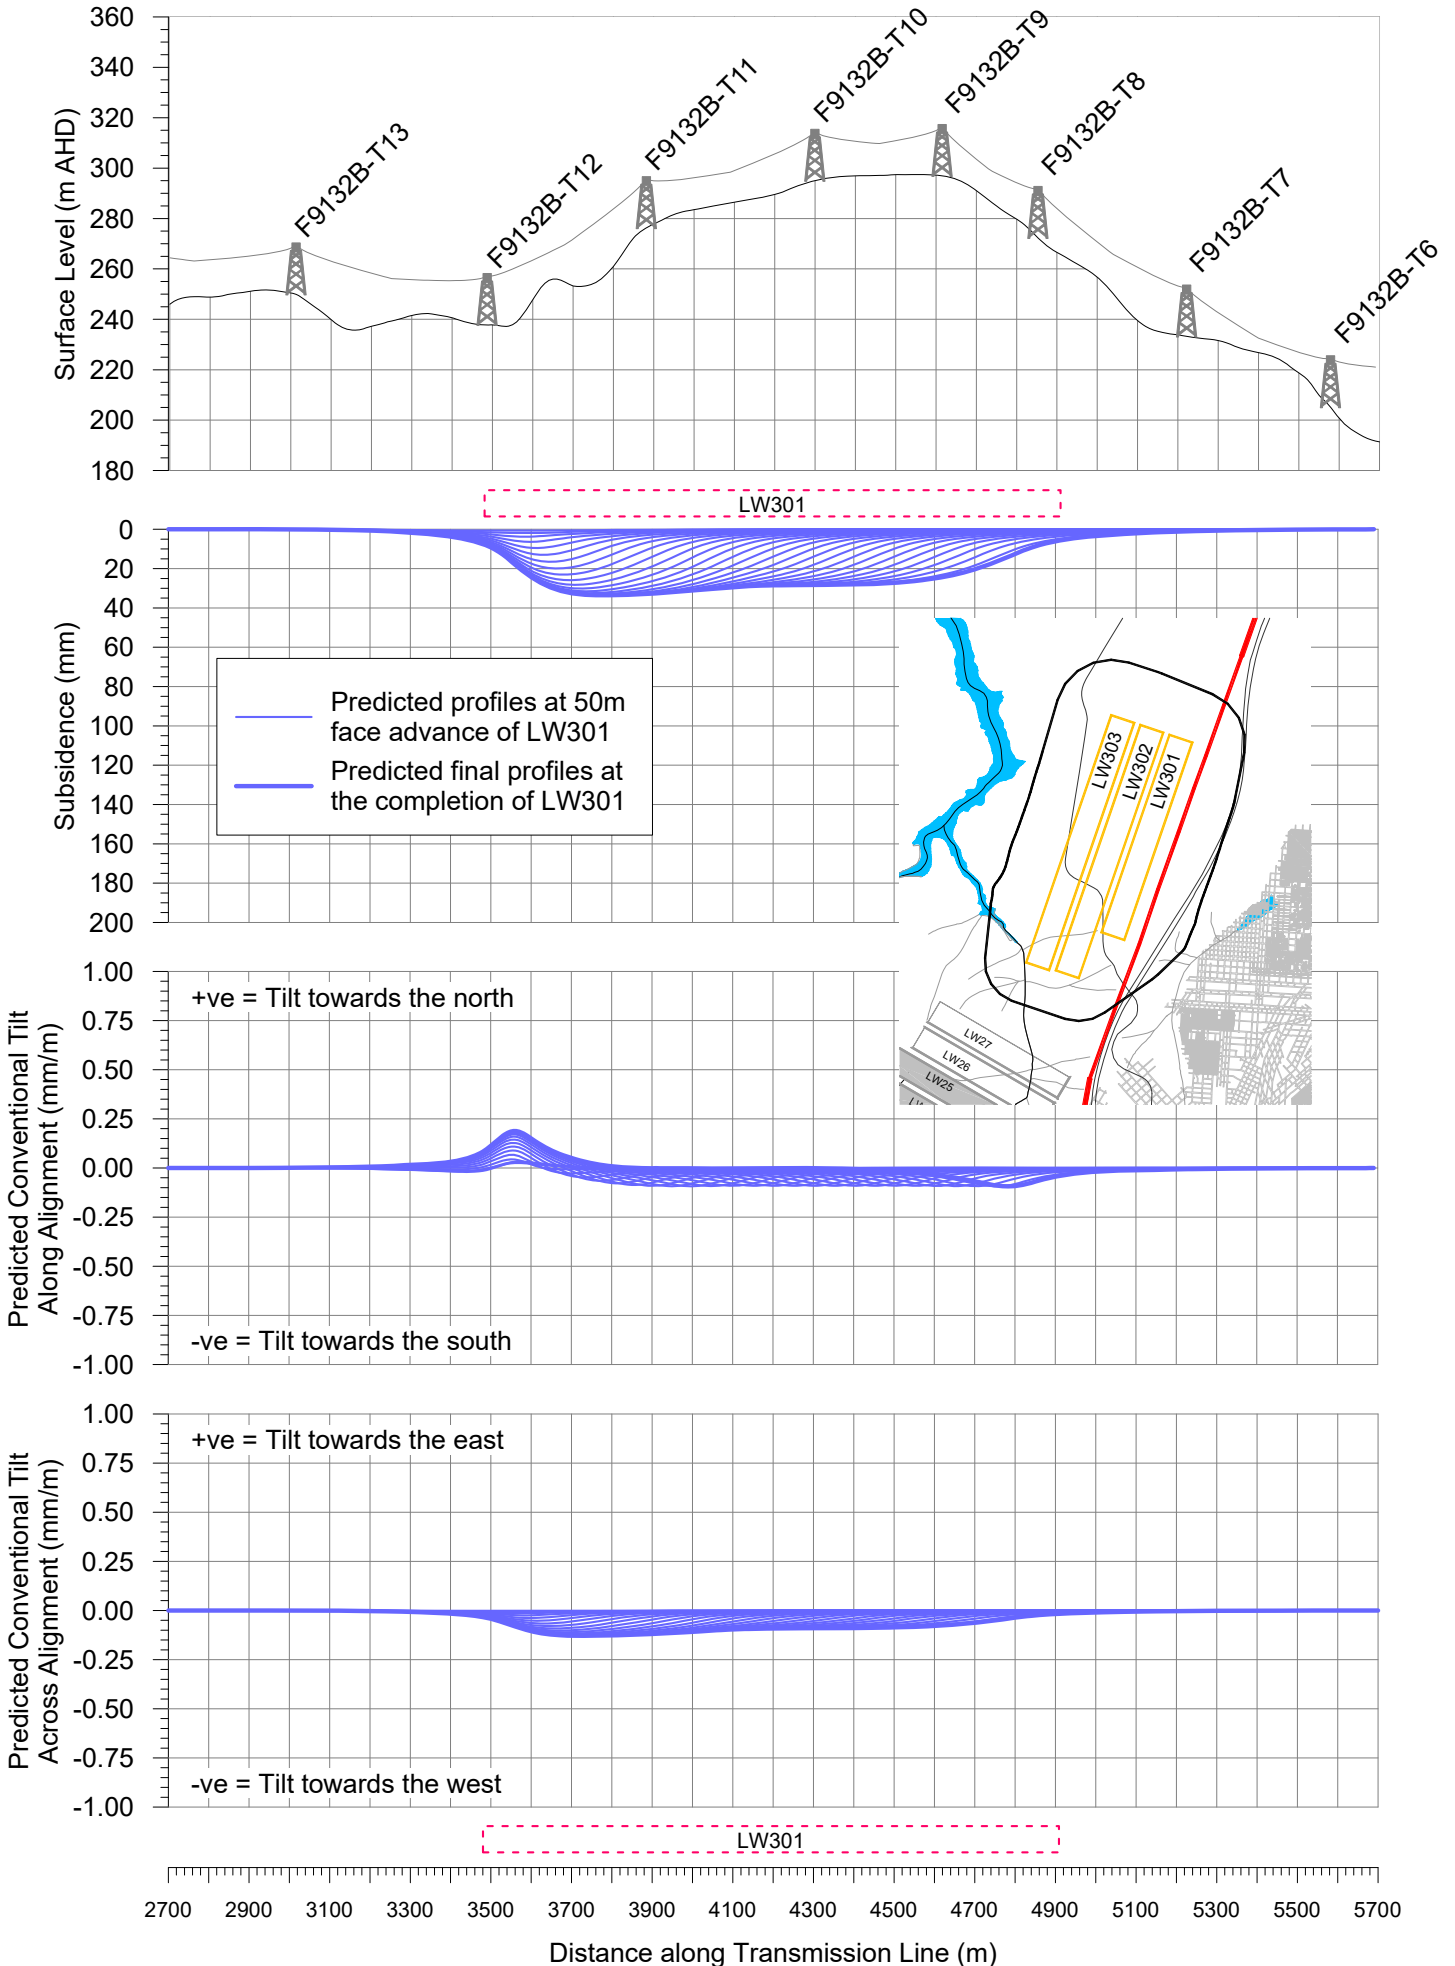 360
340
320
300
280
260
240
220
200
180
Surface Level (m AHD)
F9132B-T13
F9132B-T12
F9132B-T11
F9132B-T10
F9132B-T9
F9132B-T8
F9132B-T7
F9132B-T6
LW301
0
20
40
60
80
100
120
140
160
180
200
Subsidence (mm)
Predicted profiles at 50m
face advance of LW301
Predicted final profiles at
the completion of LW301
LW303
LW302
LW301
LW27
LW26
LW25
1.00
0.75
0.50
0.25
0.00
-0.25
-0.50
-0.75
-1.00
Predicted Conventional Tilt
Along Alignment (mm/m)
+ve = Tilt towards the north
-ve = Tilt towards the south
1.00
0.75
0.50
0.25
0.00
-0.25
-0.50
-0.75
-1.00
Predicted Conventional Tilt
Across Alignment (mm/m)
+ve = Tilt towards the east
-ve = Tilt towards the west
LW301
2700 2900 3100 3300 3500 3700 3900 4100 4300 4500 4700 4900 5100 5300 5500 5700
Distance along Transmission Line (m)